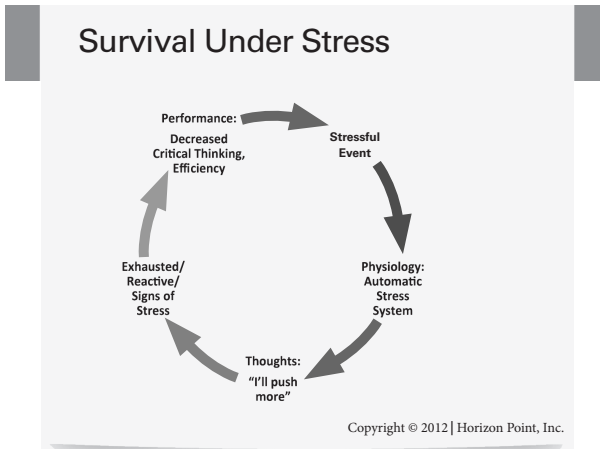 Survival Under Stress
Performance:
Decreased
Critical Thinking,
Efficiency
Stressful
Event
Physiology:
Automatic
Stress
System
Thoughts:
“I’ll push
more”
Exhausted/
Reactive/
Signs of
Stress
Copyright © 2012 | Horizon Point, Inc.